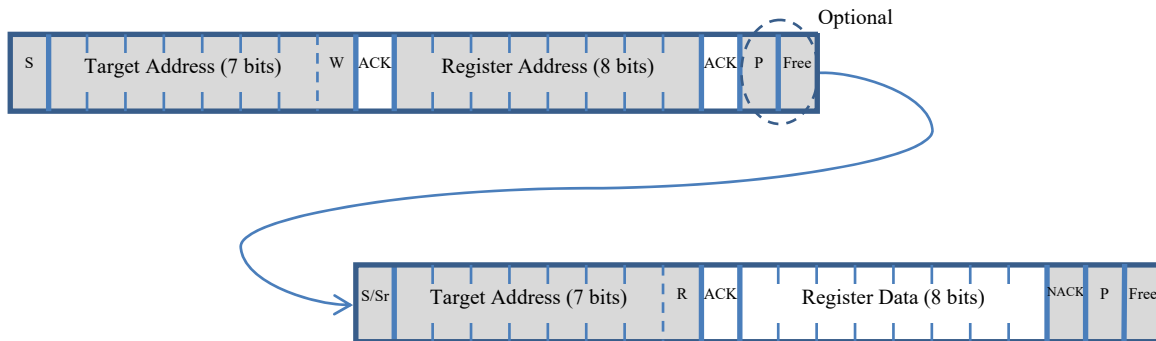 Optional
S Target Address (7 bits) W ACK Register Address (8 bits) ACK P Free
S/Sr Target Address (7 bits) R ACK Register Data (8 bits) NACK P Free